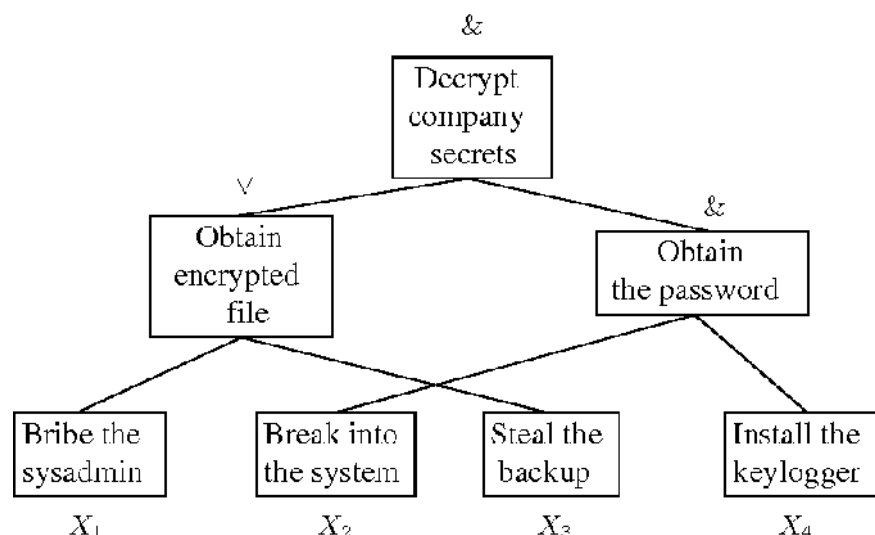 &
Decrypt
company
secrets
∨
&
Obtain
encrypted
file
Obtain
the password
Bribe the
sysadmin
Break into
the system
Steal the
backup
Install the
keylogger
X₁
X₂
X₃
X₄